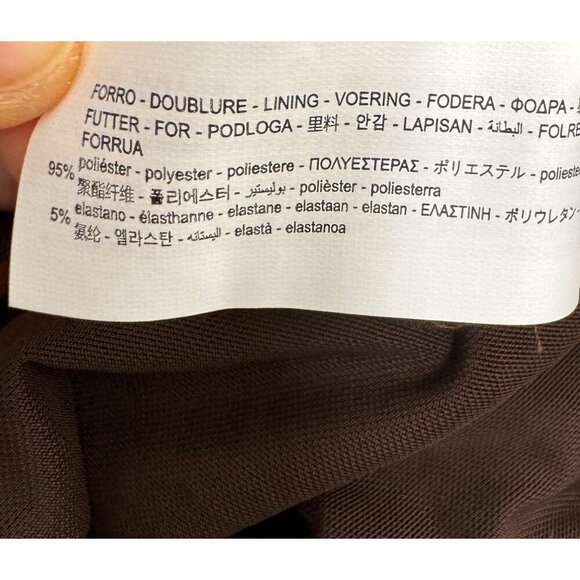 FORRO - DOUBLURE - LINING - VOERING - FODERA - ΦΟΔΡΑ -
FUTTER - FOR - PODLOGA - 里料 - 안감 - LAPISAN - البطانة - FOLRE
FORRUA
95% poliéster - polyester - poliestere - ΠΟΛΥΕΣΤΕΡΑΣ - ポリエステル - poliester
聚酯纤维 - 폴리에스터 - بوليستير - polièster - poliesterra
5% elastano - élasthanne - elastane - elastaan - elastan - ΕΛΑΣΤΙΝΗ - ポリウレタン -
氨纶 - 엘라스탄 - اليستانه - elastà - elastanoa